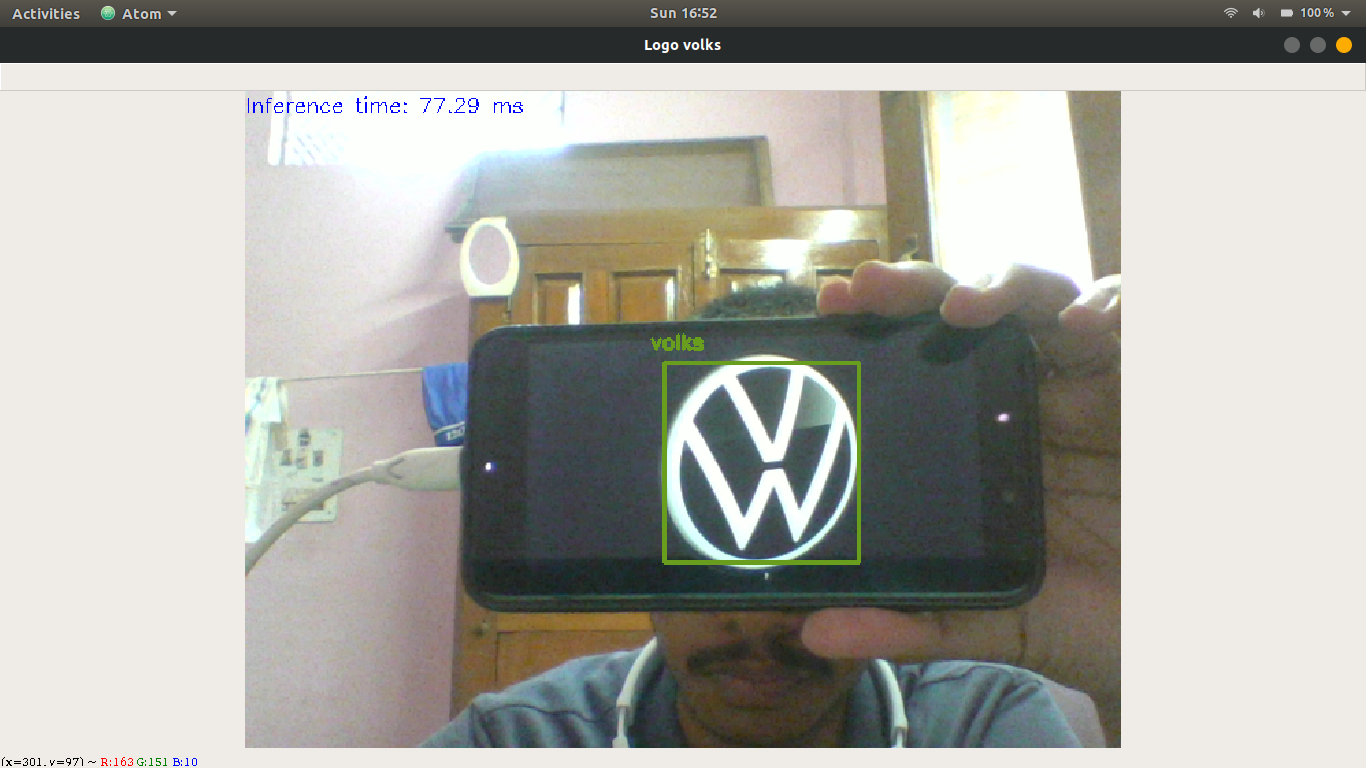 Activities Atom Sun 16:52 100%
Logo volks
Inference time: 77.29 ms
volks
VW
(x=301, y=97) ~ R:163 G:151 B:10